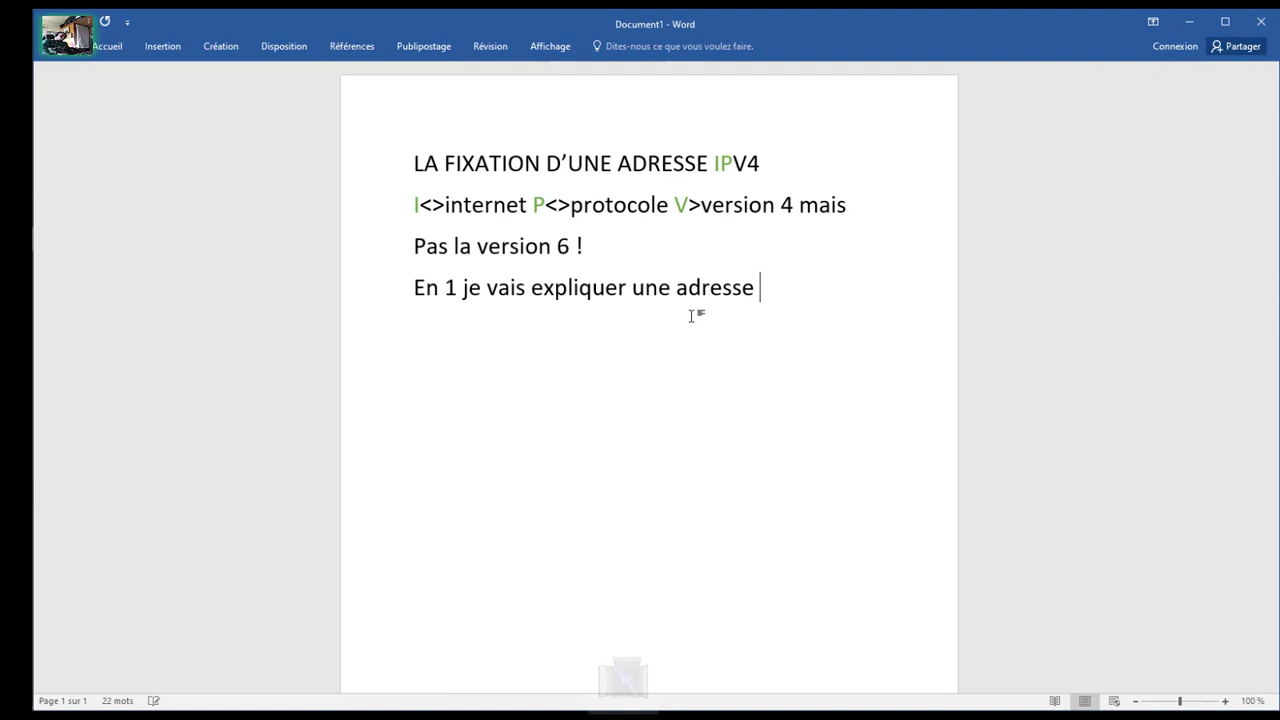 Document1 - Word
ccueil Insertion Création Disposition Références Publipostage Révision Affichage Dites-nous ce que vous voulez faire. Connexion Partager
LA FIXATION D’UNE ADRESSE IPV4
I<>internet P<>protocole V>version 4 mais
Pas la version 6 !
En 1 je vais expliquer une adresse
Page 1 sur 1 22 mots 100 %